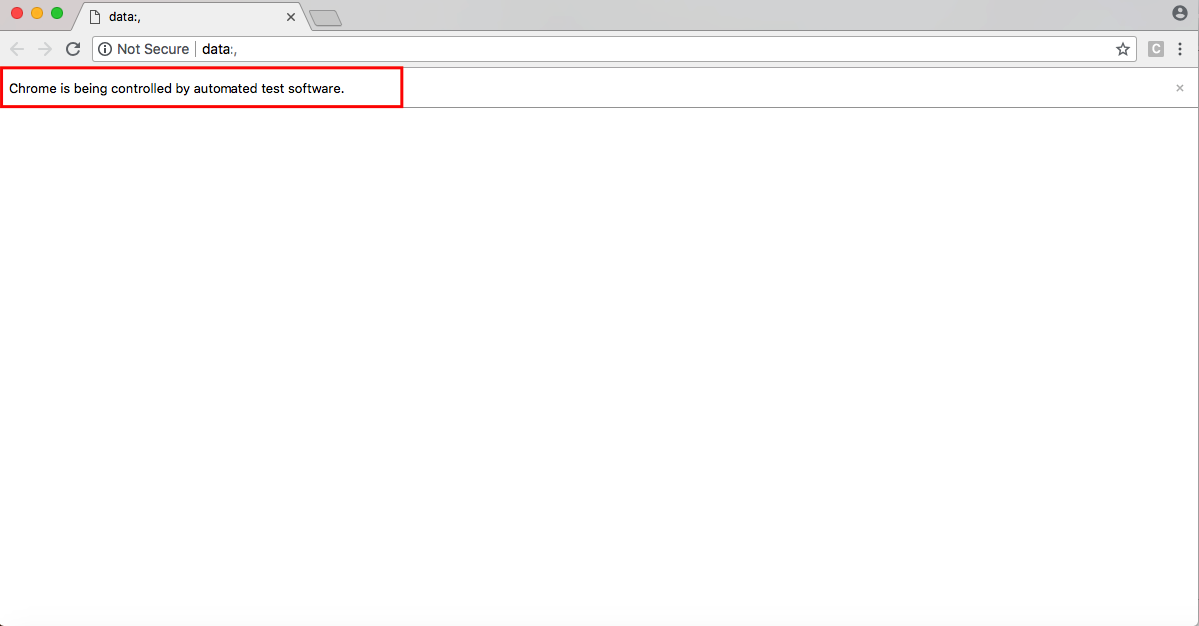 data:,
Not Secure data:,
C
Chrome is being controlled by automated test software.